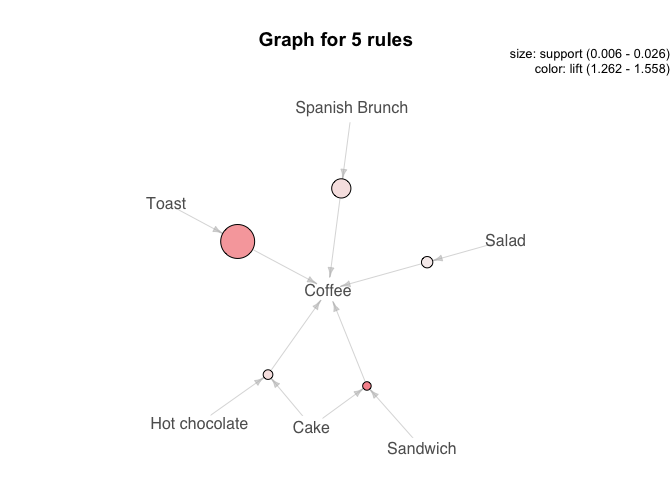 Graph for 5 rules
size: support (0.006 - 0.026)
color: lift (1.262 - 1.558)
Spanish Brunch
Toast
Salad
Coffee
Hot chocolate
Cake
Sandwich